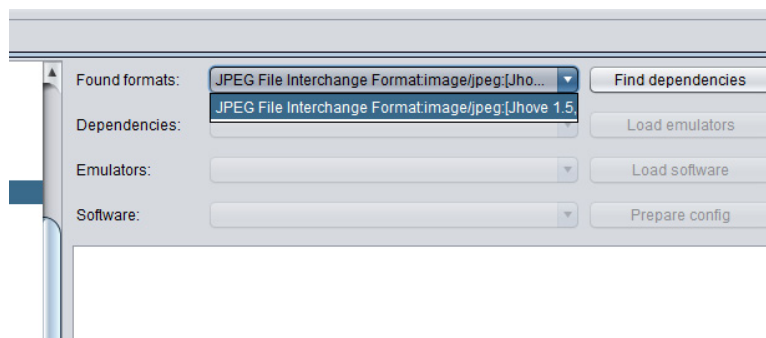 Found formats: JPEG File Interchange Format:image/jpeg:[Jho... Find dependencies
JPEG File Interchange Format:image/jpeg:[Jhove 1.5,
Dependencies: Load emulators
Emulators: Load software
Software: Prepare config